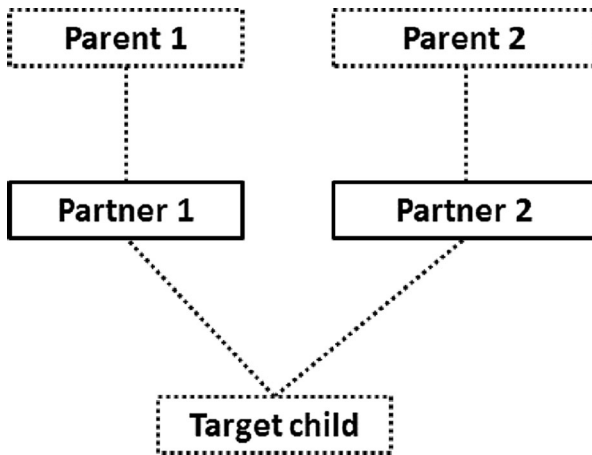 Parent 1
Parent 2
Partner 1
Partner 2
Target child